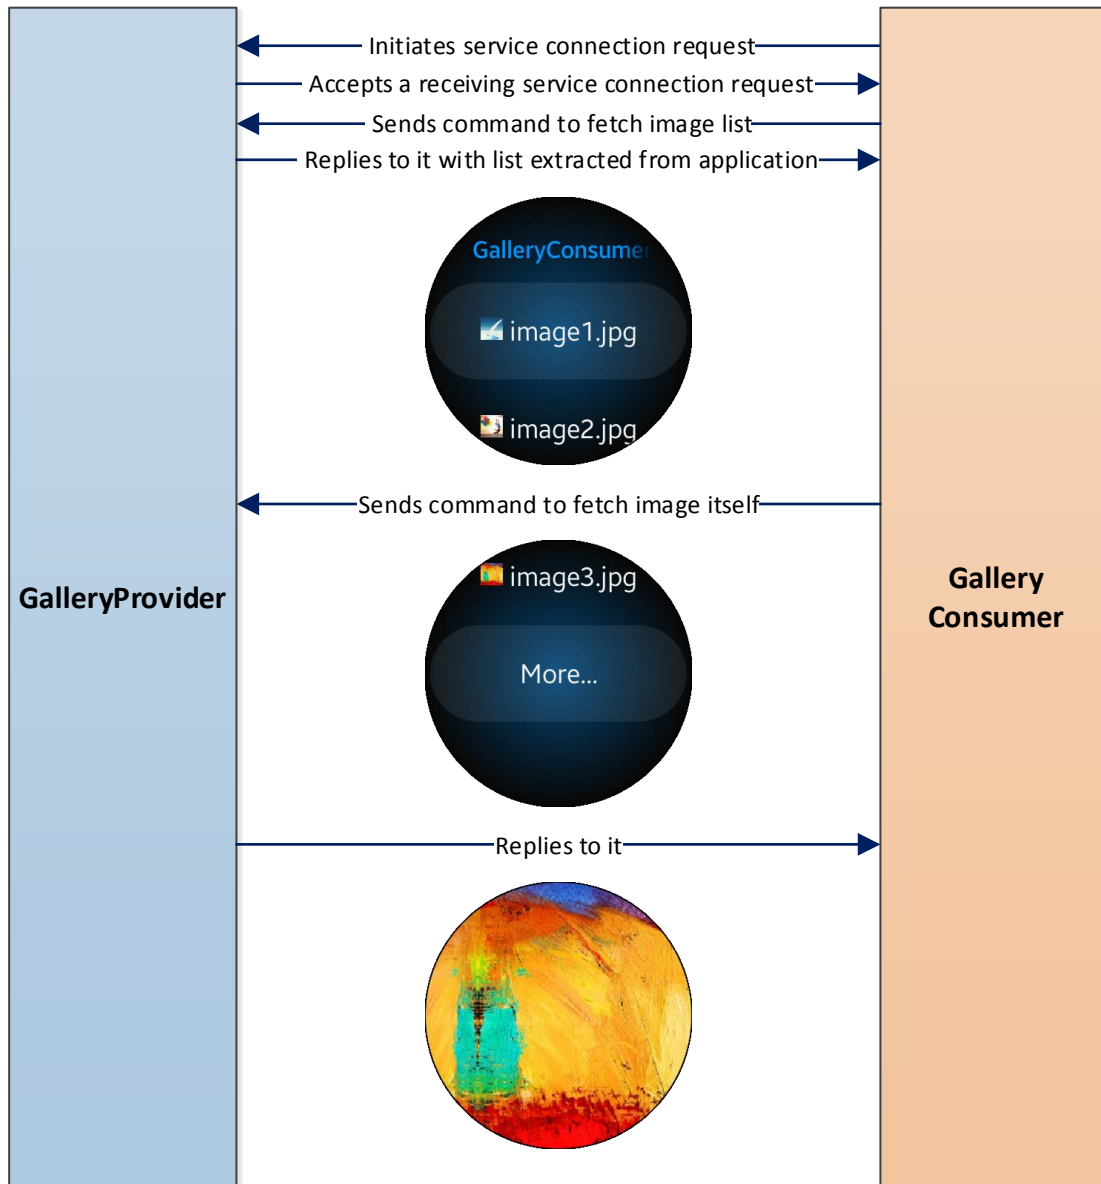 Initiates service connection request
Accepts a receiving service connection request
Sends command to fetch image list
Replies to it with list extracted from application
GalleryConsumer
image1.jpg
image2.jpg
Sends command to fetch image itself
image3.jpg
GalleryProvider
Gallery
Consumer
More...
Replies to it